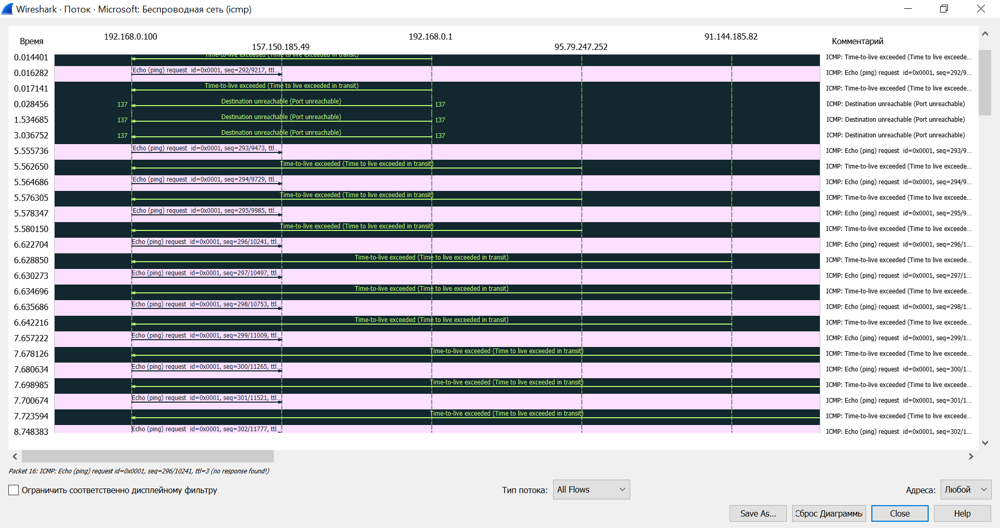 Wireshark · Поток · Microsoft: Беспроводная сеть (icmp)
192.168.0.100 192.168.0.1 91.144.185.82
Время 157.150.185.49 95.79.247.252 Комментарий
0.014401 Time-to-live exceeded (Time to live exceeded in transit) ICMP: Time-to-live exceeded (Time to live exceede...
0.016282 Echo (ping) request id=0x0001, seq=292/9217, ttl... ICMP: Echo (ping) request id=0x0001, seq=292/9...
0.017141 Time-to-live exceeded (Time to live exceeded in transit) ICMP: Time-to-live exceeded (Time to live exceede...
0.028456 137 Destination unreachable (Port unreachable) 137 ICMP: Destination unreachable (Port unreachable)
1.534685 137 Destination unreachable (Port unreachable) 137 ICMP: Destination unreachable (Port unreachable)
3.036752 137 Destination unreachable (Port unreachable) 137 ICMP: Destination unreachable (Port unreachable)
5.555736 Echo (ping) request id=0x0001, seq=293/9473, ttl... ICMP: Echo (ping) request id=0x0001, seq=293/9...
5.562650 Time-to-live exceeded (Time to live exceeded in transit) ICMP: Time-to-live exceeded (Time to live exceede...
5.564686 Echo (ping) request id=0x0001, seq=294/9729, ttl... ICMP: Echo (ping) request id=0x0001, seq=294/9...
5.576305 Time-to-live exceeded (Time to live exceeded in transit) ICMP: Time-to-live exceeded (Time to live exceede...
5.578347 Echo (ping) request id=0x0001, seq=295/9985, ttl... ICMP: Echo (ping) request id=0x0001, seq=295/9...
5.580150 Time-to-live exceeded (Time to live exceeded in transit) ICMP: Time-to-live exceeded (Time to live exceede...
6.622704 Echo (ping) request id=0x0001, seq=296/10241, ttl... ICMP: Echo (ping) request id=0x0001, seq=296/1...
6.628850 Time-to-live exceeded (Time to live exceeded in transit) ICMP: Time-to-live exceeded (Time to live exceede...
6.630273 Echo (ping) request id=0x0001, seq=297/10497, ttl... ICMP: Echo (ping) request id=0x0001, seq=297/1...
6.634696 Time-to-live exceeded (Time to live exceeded in transit) ICMP: Time-to-live exceeded (Time to live exceede...
6.635686 Echo (ping) request id=0x0001, seq=298/10753, ttl... ICMP: Echo (ping) request id=0x0001, seq=298/1...
6.642216 Time-to-live exceeded (Time to live exceeded in transit) ICMP: Time-to-live exceeded (Time to live exceede...
7.657222 Echo (ping) request id=0x0001, seq=299/11009, ttl... ICMP: Echo (ping) request id=0x0001, seq=299/1...
7.678126 Time-to-live exceeded (Time to live exceeded in transit) ICMP: Time-to-live exceeded (Time to live exceede...
7.680634 Echo (ping) request id=0x0001, seq=300/11265, ttl... ICMP: Echo (ping) request id=0x0001, seq=300/1...
7.698985 Time-to-live exceeded (Time to live exceeded in transit) ICMP: Time-to-live exceeded (Time to live exceede...
7.700674 Echo (ping) request id=0x0001, seq=301/11521, ttl... ICMP: Echo (ping) request id=0x0001, seq=301/1...
7.723594 Time-to-live exceeded (Time to live exceeded in transit) ICMP: Time-to-live exceeded (Time to live exceede...
8.748383 Echo (ping) request id=0x0001, seq=302/11777, ttl... ICMP: Echo (ping) request id=0x0001, seq=302/1...
Packet 16: ICMP: Echo (ping) request id=0x0001, seq=296/10241, ttl=3 (no response found!)
Ограничить соответственно дисплейному фильтру Тип потока: All Flows Адреса: Любой
Save As... Сброс Диаграммы Close Help